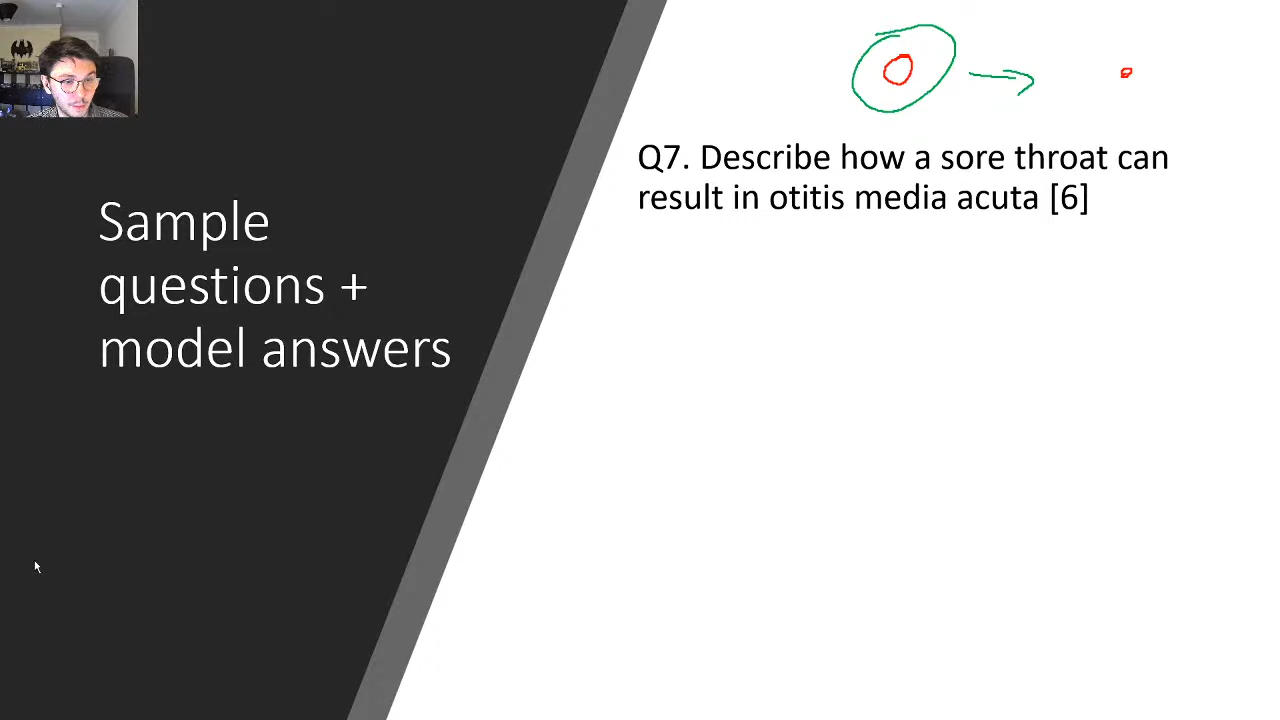 Sample
questions +
model answers
Q7. Describe how a sore throat can
result in otitis media acuta [6]